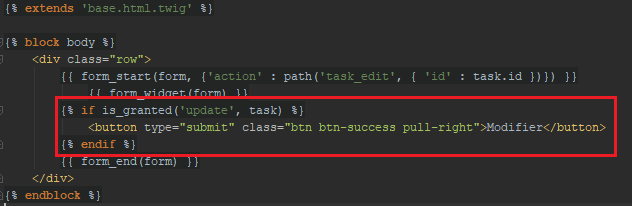 {% extends 'base.html.twig' %}
{% block body %}
<div class="row">
{{ form_start(form, {'action' : path('task_edit', { 'id' : task.id })}) }}
{{ form_widget(form) }}
{% if is_granted('update', task) %}
<button type="submit" class="btn btn-success pull-right">Modifier</button>
{% endif %}
{{ form_end(form) }}
</div>
{% endblock %}